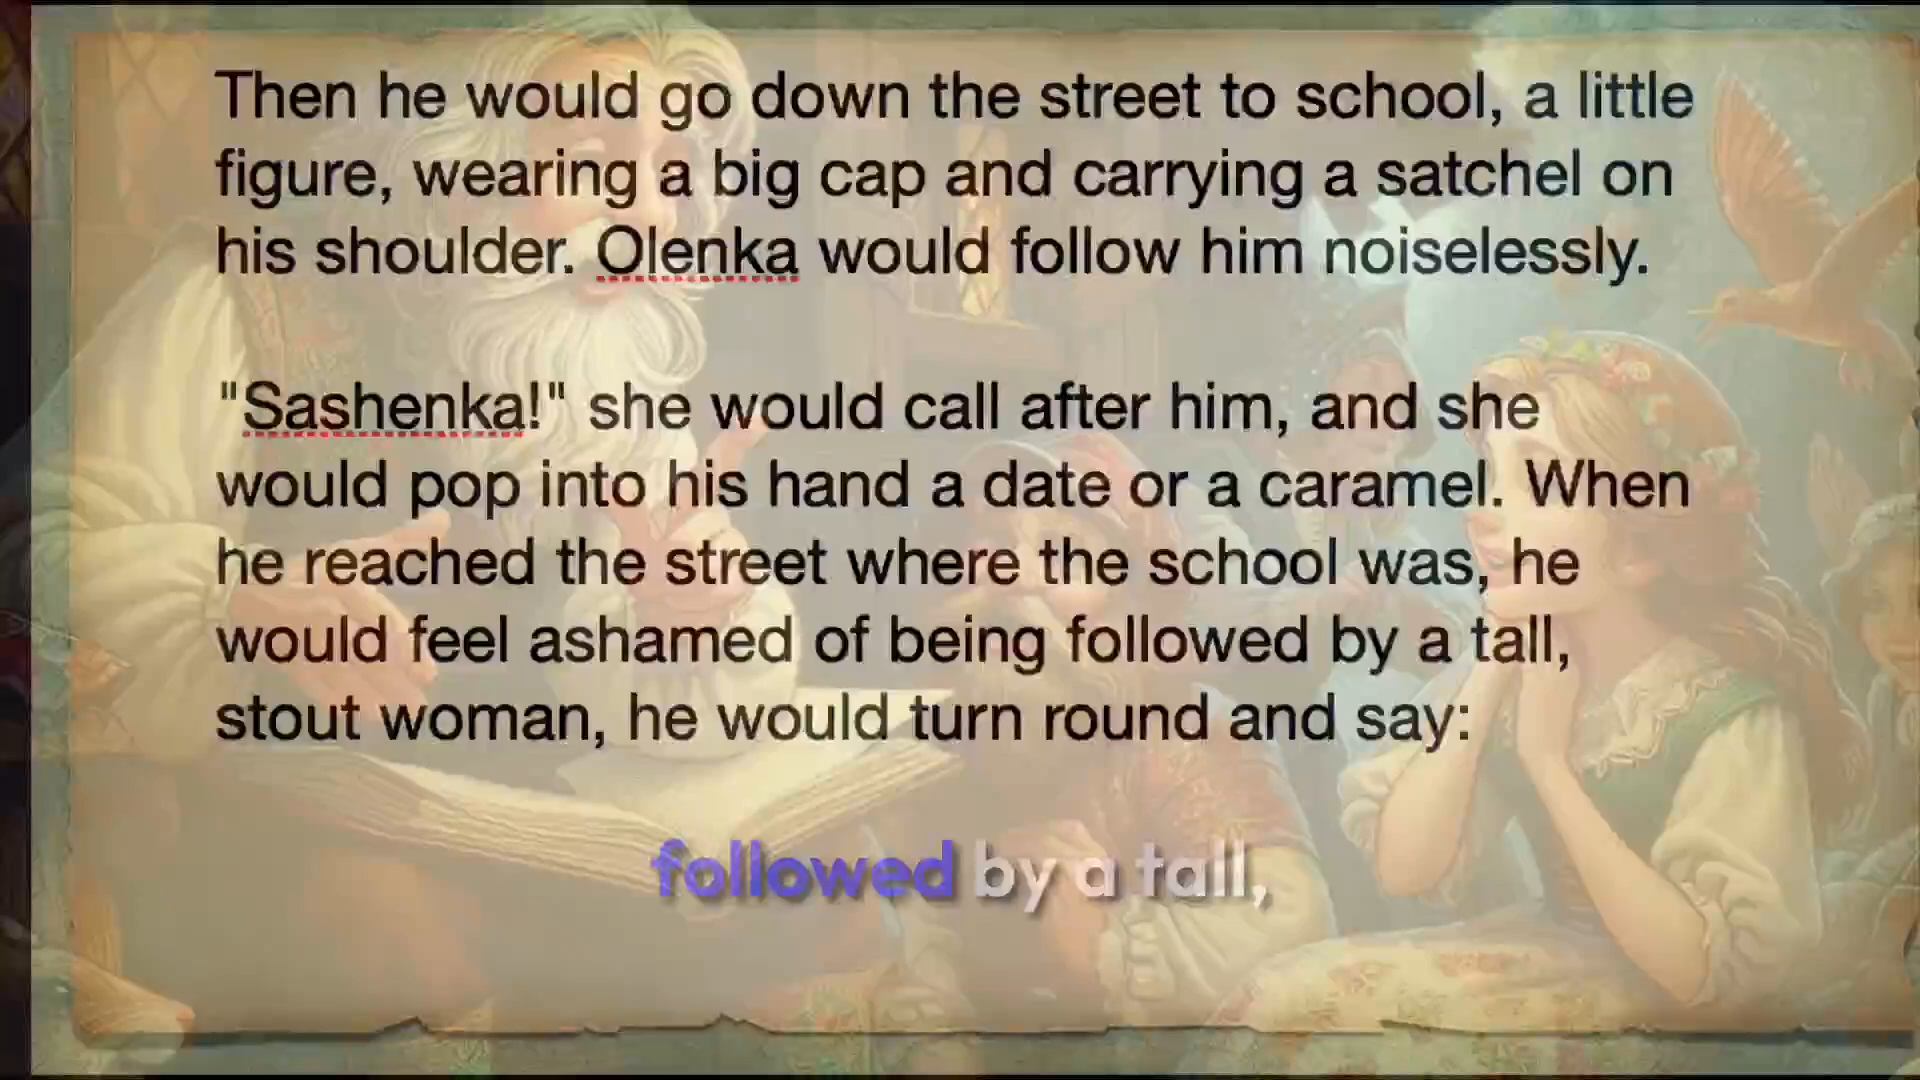 Then he would go down the street to school, a little
figure, wearing a big cap and carrying a satchel on
his shoulder. Olenka would follow him noiselessly.
"Sashenka!" she would call after him, and she
would pop into his hand a date or a caramel. When
he reached the street where the school was, he
would feel ashamed of being followed by a tall,
stout woman, he would turn round and say:
followed by a tall,